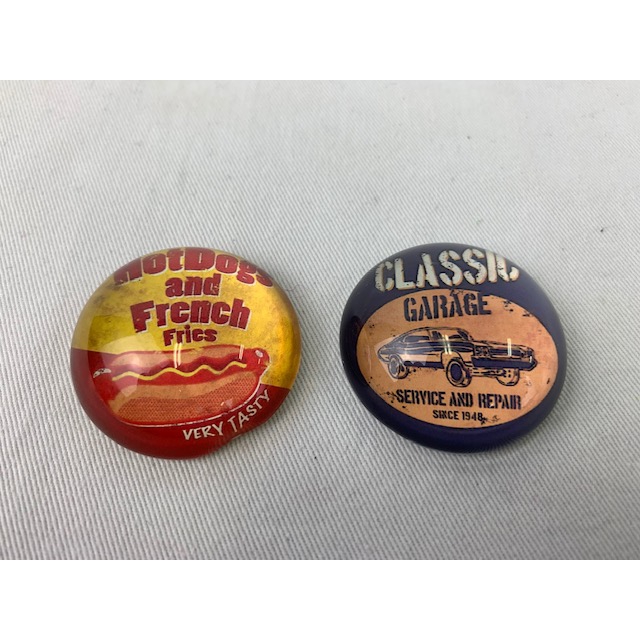 HotDogs
and
French
Fries
VERY TASTY
CLASSIC
GARAGE
SERVICE AND REPAIR
SINCE 1948